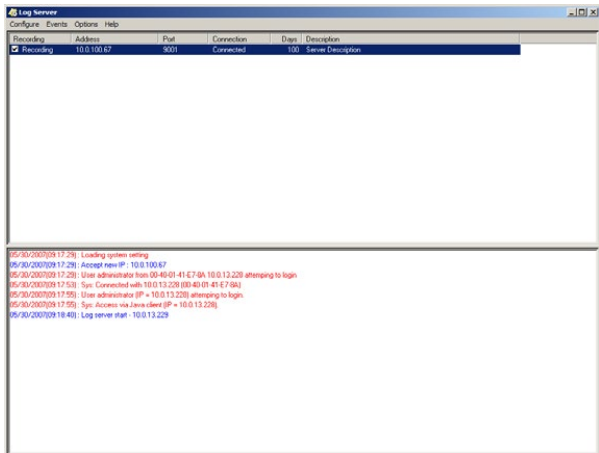 Log Server
Configure Events Options Help
Recording Address Port Connection Days Description
Recording 10.0.100.67 9001 Connected 100 Server Description
05/30/2007(09:17:29) : Loading system setting
05/30/2007(09:17:29) : Accept new IP : 10.0.100.67
05/30/2007(09:17:29) : User administrator from 00-40-01-41-E7-8A 10.0.13.228 attemping to login
05/30/2007(09:17:53) : Sys: Connected with 10.0.13.228 (00-40-01-41-E7-8A)
05/30/2007(09:17:55) : User administrator (IP = 10.0.13.228) attemping to login.
05/30/2007(09:17:55) : Sys: Access via Java client (IP = 10.0.13.228).
05/30/2007(09:18:40) : Log server start - 10.0.13.229